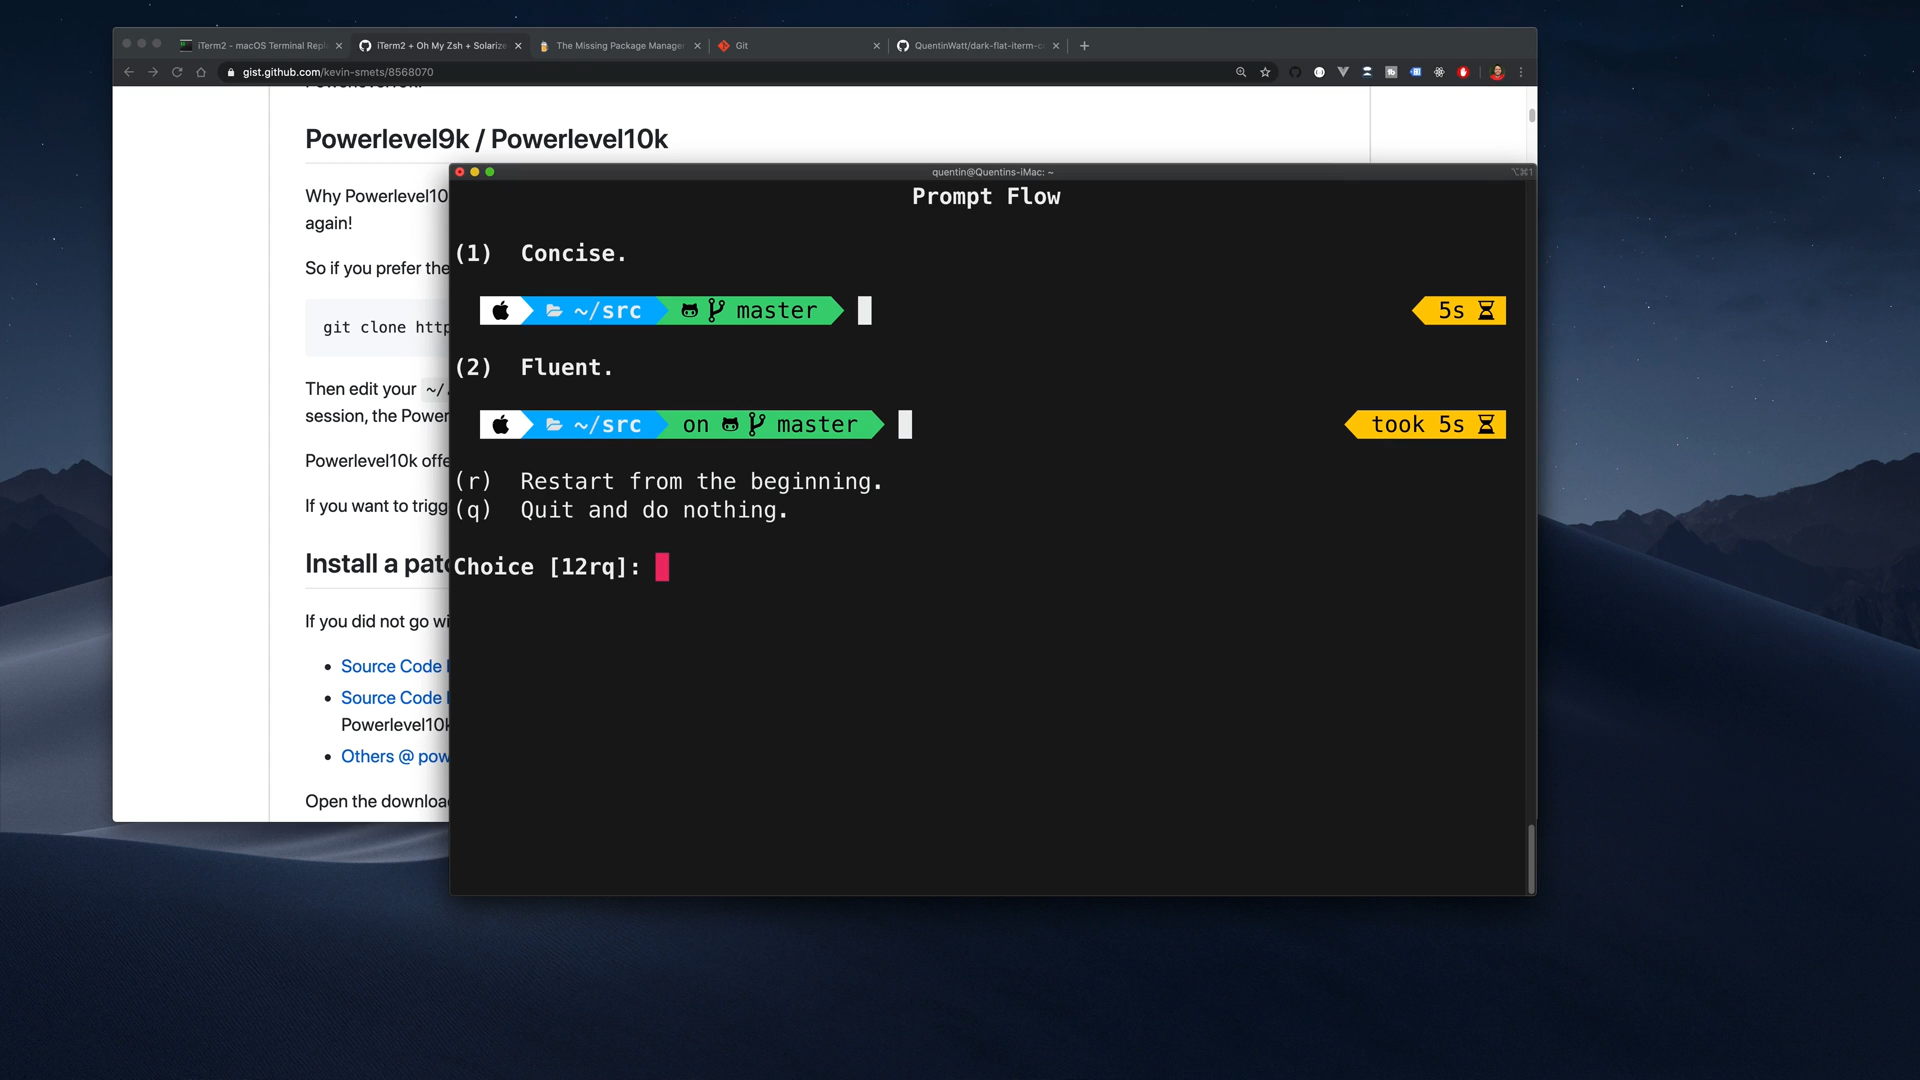 iTerm2 - macOS Terminal Repl
iTerm2 + Oh My Zsh + Solarize
The Missing Package Manager
Git
QuentinWatt/dark-flat-iterm-c
gist.github.com/kevin-smets/8568070
Powerlevel9k / Powerlevel10k
Why Powerlevel10
again!
So if you prefer the
git clone http
Then edit your ~/.
session, the Power
Powerlevel10k offe
If you want to trigg
Install a patc
If you did not go wi
Source Code
Source Code
Powerlevel10k
Others @ pow
Open the downloa
quentin@Quentins-iMac: ~
⌥⌘1
Prompt Flow
(1) Concise.
~/src master 5s
(2) Fluent.
~/src on master took 5s
(r) Restart from the beginning.
(q) Quit and do nothing.
Choice [12rq]: